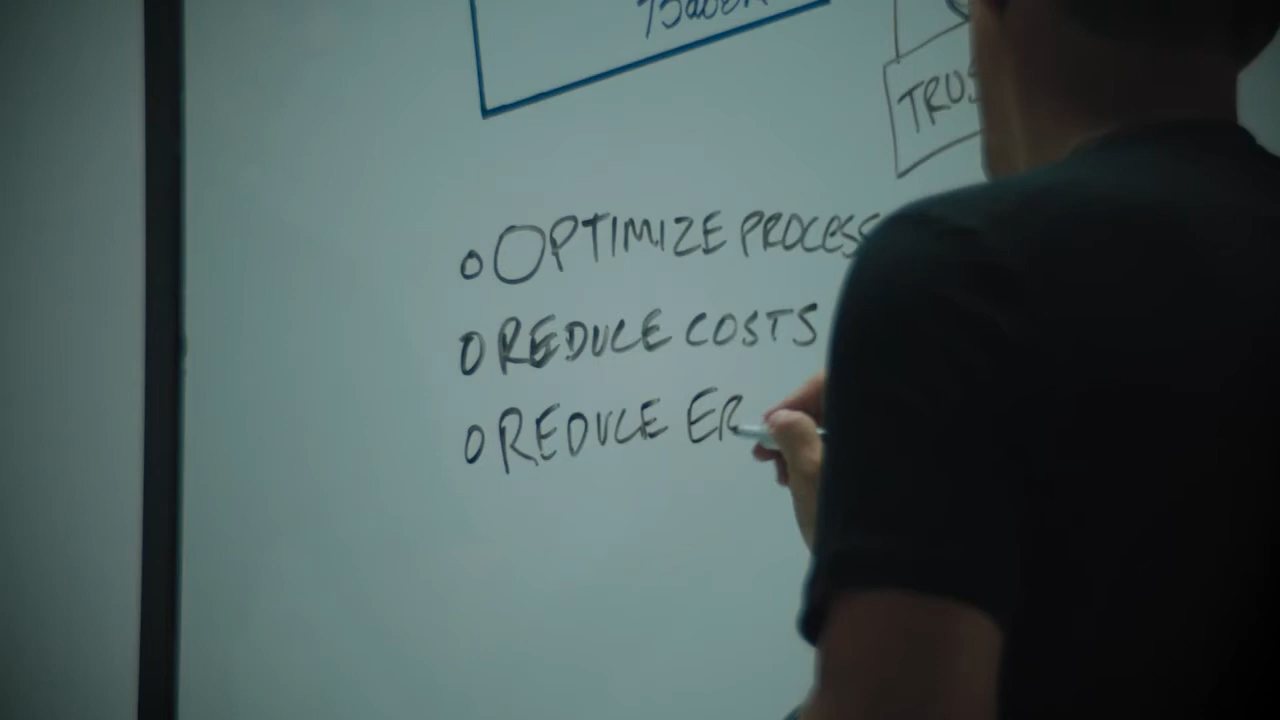 TRUS
O OPTIMIZE PROCESS
O REDUCE COSTS
O REDUCE ER